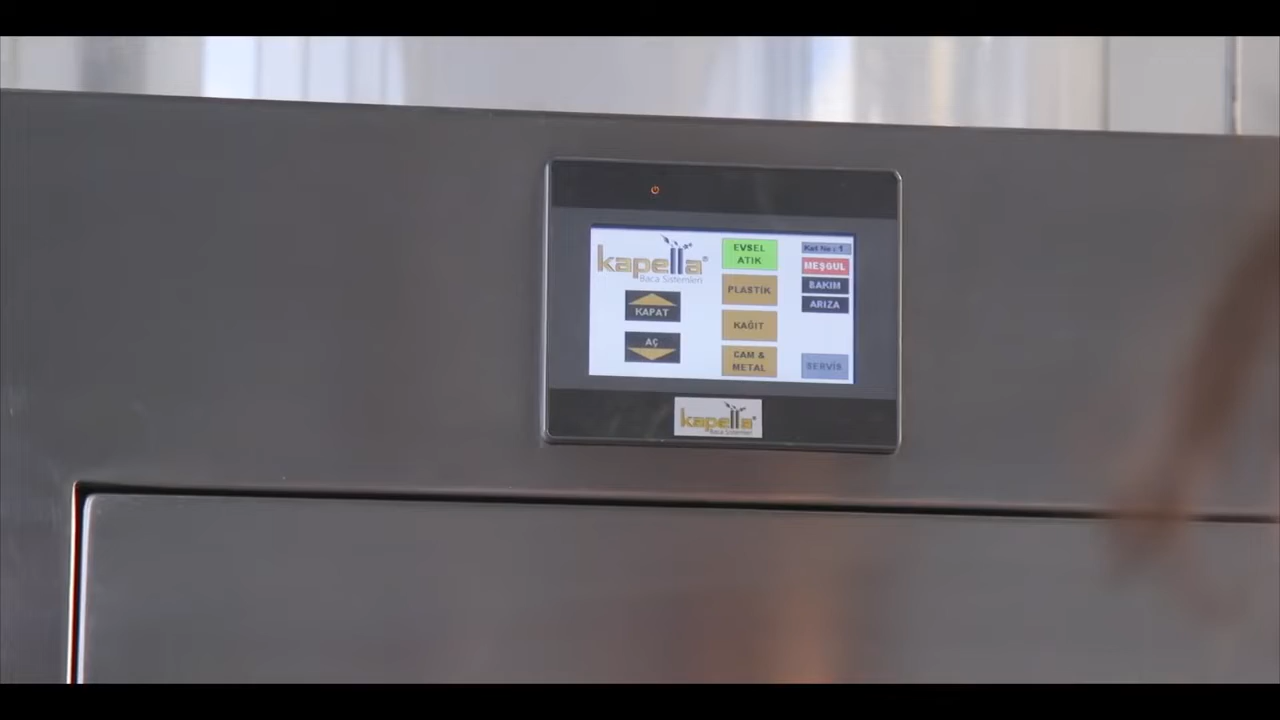 kapella®
Baca Sistemleri
KAPAT
AÇ
EVSEL
ATIK
PLASTİK
KAĞIT
CAM &
METAL
Kat No : 1
MEŞGUL
BAKIM
ARIZA
SERVİS
kapella®
Baca Sistemleri